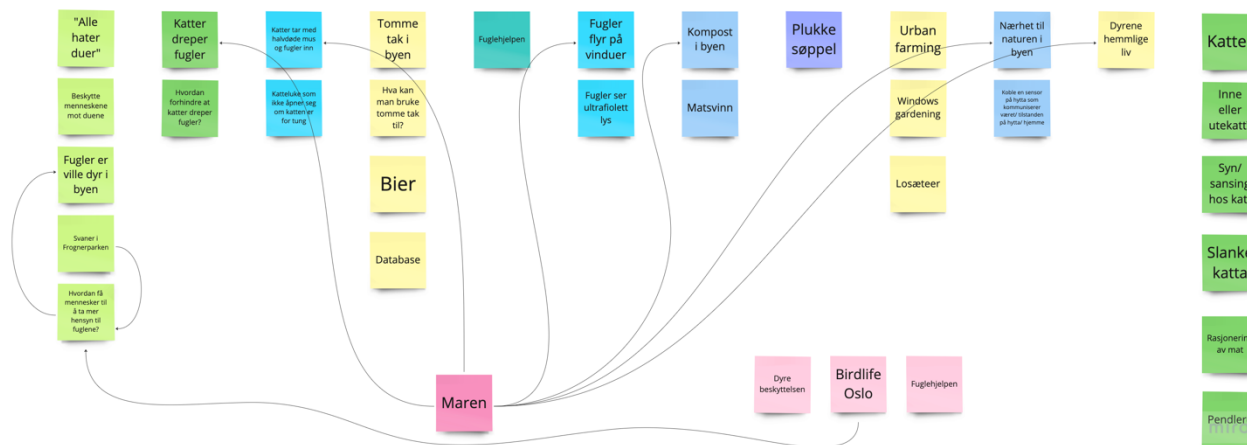 "Alle
hater
duer"
Beskytte
menneskene
mot duene
Fugler er
ville dyr i
byen
Svaner i
Frognerparken
Hvordan få
mennesker til
å ta mer
hensyn til
fuglene?
Katter
dreper
fugler
Hvordan
forhindre at
katter dreper
fugler?
Katter tar med
halvdøde mus
og fugler inn
Katteluke som
ikke åpner seg
om katten er
for tung
Tomme
tak i
byen
Hva kan
man bruke
tomme tak
til?
Bier
Database
Fuglehjelpen
Fugler
flyr på
vinduer
Fugler ser
ultrafiolett
lys
Kompost
i byen
Matsvinn
Plukke
søppel
Urban
farming
Windows
gardening
Losæteer
Nærhet til
naturen i
byen
Koble en sensor
på hytta som
kommuniserer
været/ tilstanden
på hytta/ hjemme
Dyrene
hemmlige
liv
Katte
Inne
eller
utekatt
Syn/
sansing
hos kat
Slanke
katta
Rasjonerin
av mat
Pendler
Maren
Dyre
beskyttelsen
Birdlife
Oslo
Fuglehjelpen
miro